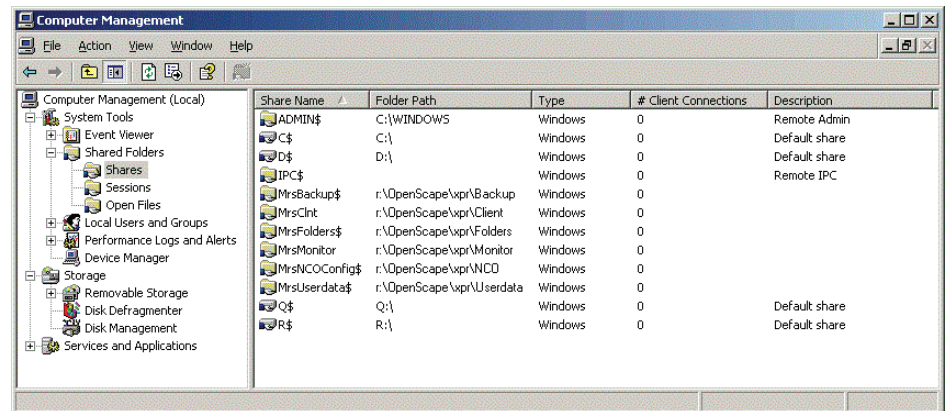 Computer Management
File Action View Window Help
Computer Management (Local)
System Tools
Event Viewer
Shared Folders
Shares
Sessions
Open Files
Local Users and Groups
Performance Logs and Alerts
Device Manager
Storage
Removable Storage
Disk Defragmenter
Disk Management
Services and Applications
Share Name Folder Path Type # Client Connections Description
ADMIN$ C:\WINDOWS Windows 0 Remote Admin
C$ C:\ Windows 0 Default share
D$ D:\ Windows 0 Default share
IPC$ Windows 0 Remote IPC
MrsBackup$ r:\OpenScape\xpr\Backup Windows 0
MrsClnt r:\OpenScape\xpr\Client Windows 0
MrsFolders$ r:\OpenScape\xpr\Folders Windows 0
MrsMonitor r:\OpenScape\xpr\Monitor Windows 0
MrsNCOConfig$ r:\OpenScape\xpr\NCO Windows 0
MrsUserdata$ r:\OpenScape\xpr\Userdata Windows 0
Q$ Q:\ Windows 0 Default share
R$ R:\ Windows 0 Default share